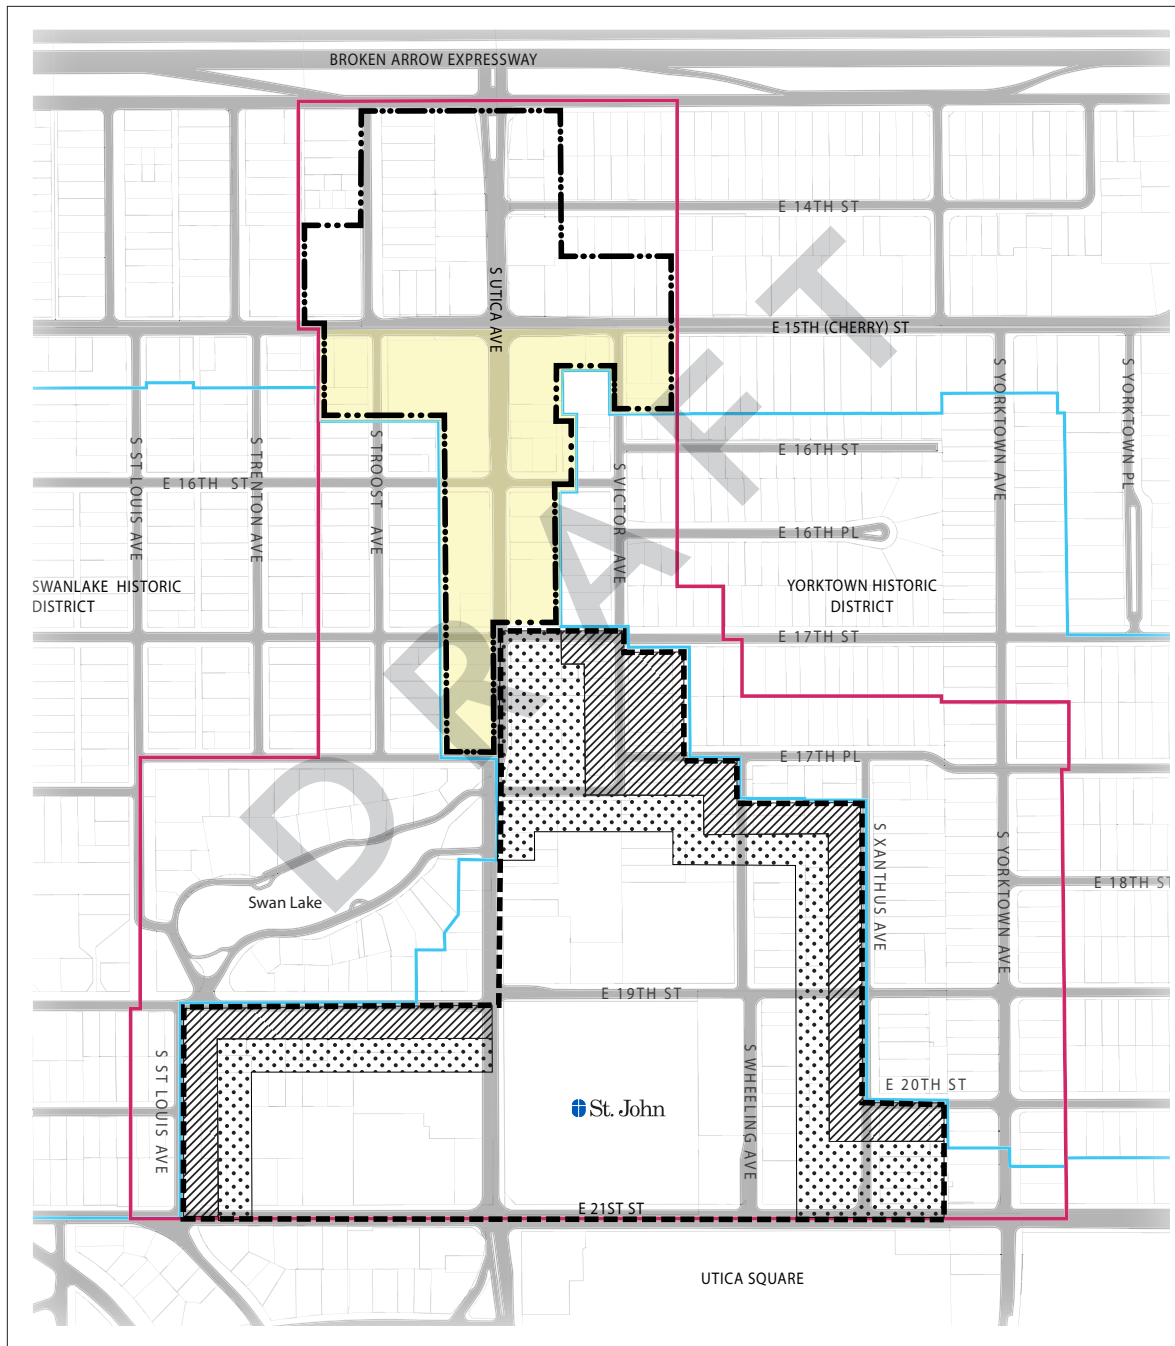 BROKEN ARROW EXPRESSWAY
E 14TH ST
S UTICA AVE
E 15TH (CHERRY) ST
S ST LOUIS AVE
S TRENTON AVE
S TROOST AVE
S VICTOR AVE
S YORKTOWN AVE
S YORKTOWN PL
E 16TH ST
E 16TH ST
E 16TH PL
SWANLAKE HISTORIC
DISTRICT
YORKTOWN HISTORIC
DISTRICT
E 17TH ST
E 17TH PL
DRAFT
Swan Lake
S XANTHUS AVE
S YORKTOWN AVE
E 18TH ST
E 19TH ST
S ST LOUIS AVE
S WHEELING AVE
E 20TH ST
St. John
E 21ST ST
UTICA SQUARE